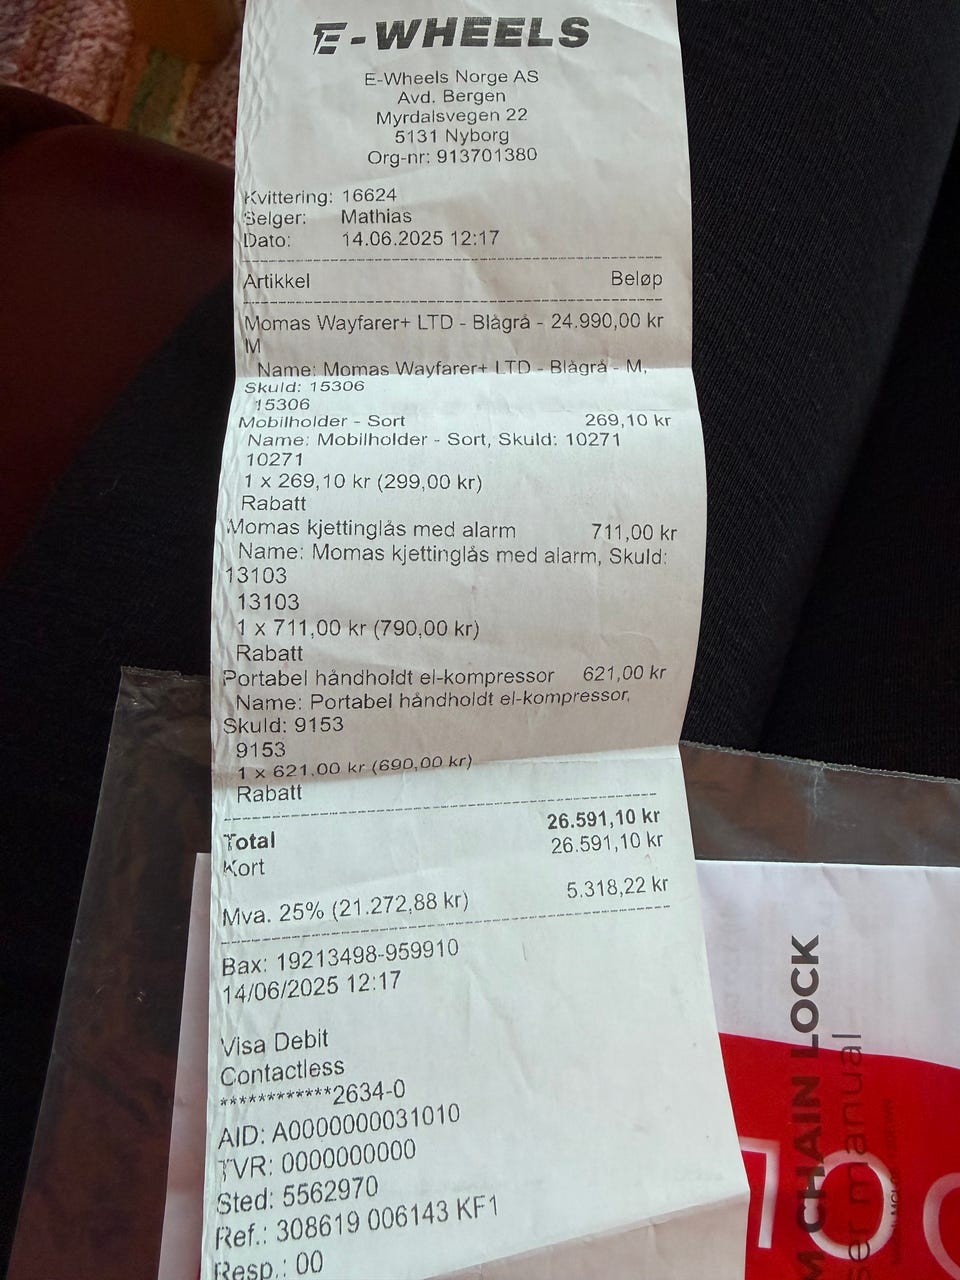 E-WHEELS
E-Wheels Norge AS
Avd. Bergen
Myrdalsvegen 22
5131 Nyborg
Org-nr: 913701380
Kvittering: 16624
Selger: Mathias
Dato: 14.06.2025 12:17
Artikkel Beløp
Momas Wayfarer+ LTD - Blågrå - 24.990,00 kr
M
Name: Momas Wayfarer+ LTD - Blågrå - M,
SkuId: 15306
15306
Mobilholder - Sort 269,10 kr
Name: Mobilholder - Sort, SkuId: 10271
10271
1 x 269,10 kr (299,00 kr)
Rabatt
Momas kjettinglås med alarm 711,00 kr
Name: Momas kjettinglås med alarm, SkuId:
13103
13103
1 x 711,00 kr (790,00 kr)
Rabatt
Portabel håndholdt el-kompressor 621,00 kr
Name: Portabel håndholdt el-kompressor,
SkuId: 9153
9153
1 x 621,00 kr (690,00 kr)
Rabatt
Total 26.591,10 kr
Kort 26.591,10 kr
Mva. 25% (21.272,88 kr) 5.318,22 kr
Bax: 19213498-959910
14/06/2025 12:17
Visa Debit
Contactless
************2634-0
AID: A0000000031010
TVR: 0000000000
Sted: 5562970
Ref.: 308619 006143 KF1
Resp.: 00
M CHAIN LOCK
ser manual